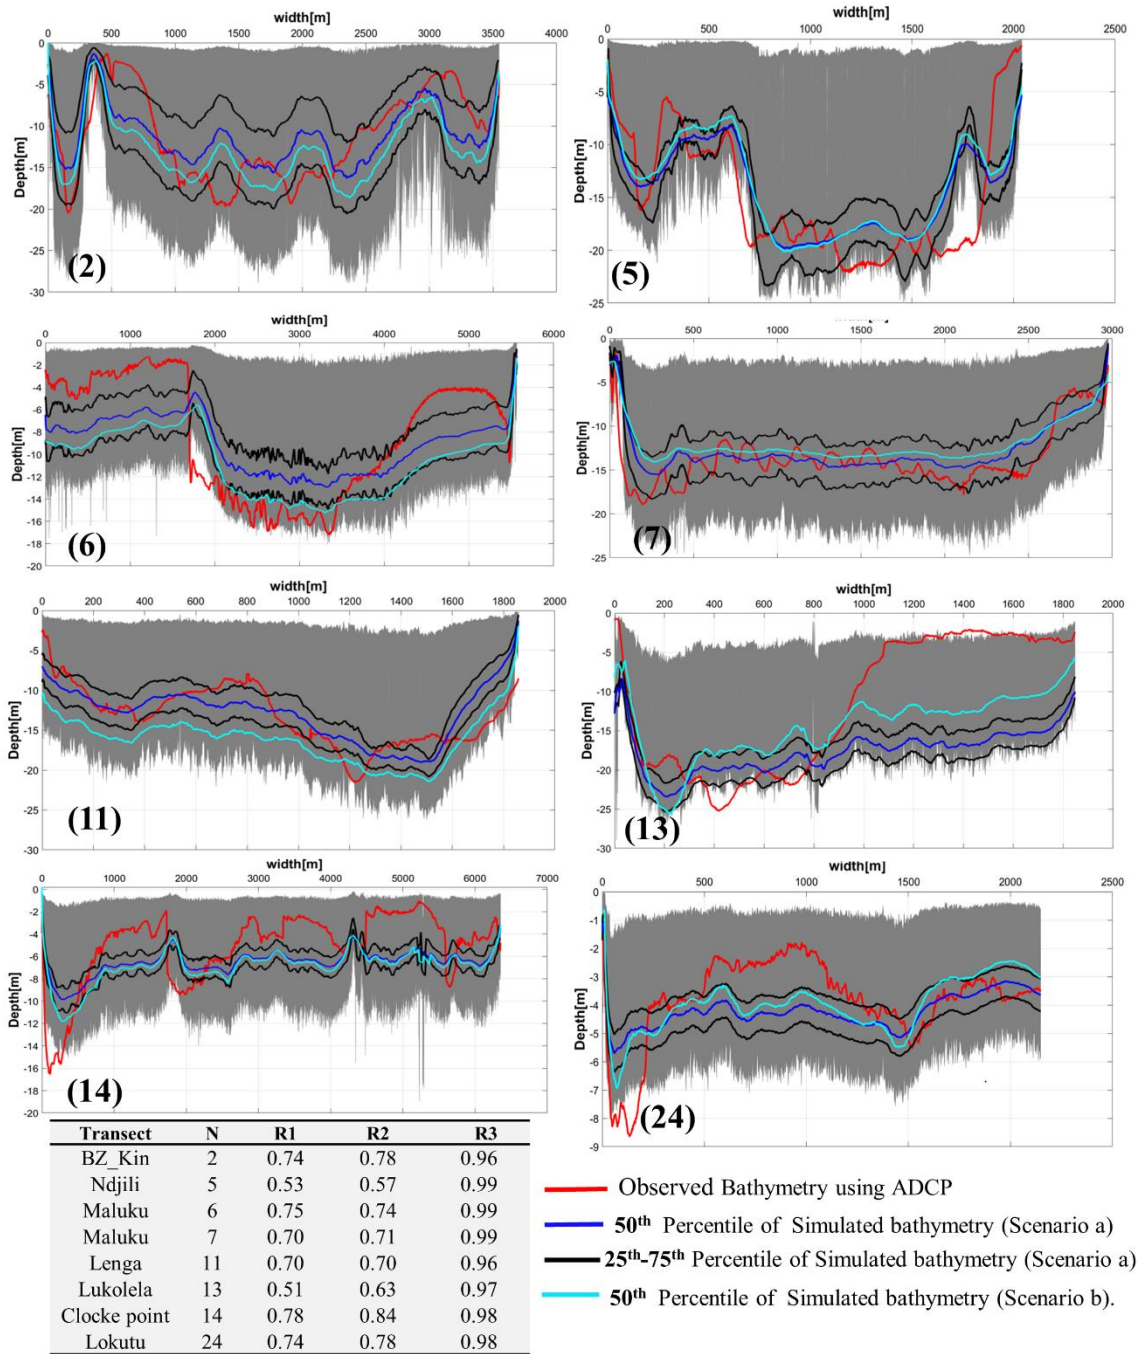 width[m]
0 500 1000 1500 2000 2500 3000 3500 4000
Depth[m]
0
-5
-10
-15
-20
-25
-30
(2)
width[m]
0 500 1000 1500 2000 2500
Depth[m]
0
-5
-10
-15
-20
-25
(5)
width[m]
0 1000 2000 3000 4000 5000 6000
Depth[m]
0
-2
-4
-6
-8
-10
-12
-14
-16
-18
-20
(6)
0 500 1000 1500 2000 2500 3000
Depth[m]
0
-5
-10
-15
-20
-25
(7)
width[m]
0 200 400 600 800 1000 1200 1400 1600 1800 2000
Depth[m]
0
-5
-10
-15
-20
-25
-30
(11)
width[m]
0 200 400 600 800 1000 1200 1400 1600 1800 2000
Depth[m]
-5
-10
-15
-20
-25
-30
(13)
width[m]
0 1000 2000 3000 4000 5000 6000 7000
Depth[m]
0
-2
-4
-6
-8
-10
-12
-14
-16
-18
-20
(14)
width[m]
0 500 1000 1500 2000 2500
Depth[m]
0
-1
-2
-3
-4
-5
-6
-7
-8
-9
(24)
Transect N R1 R2 R3
BZ_Kin 2 0.74 0.78 0.96
Ndjili 5 0.53 0.57 0.99
Maluku 6 0.75 0.74 0.99
Maluku 7 0.70 0.71 0.99
Lenga 11 0.70 0.70 0.96
Lukolela 13 0.51 0.63 0.97
Clocke point 14 0.78 0.84 0.98
Lokutu 24 0.74 0.78 0.98
Observed Bathymetry using ADCP
50th Percentile of Simulated bathymetry (Scenario a)
25th-75th Percentile of Simulated bathymetry (Scenario a)
50th Percentile of Simulated bathymetry (Scenario b).